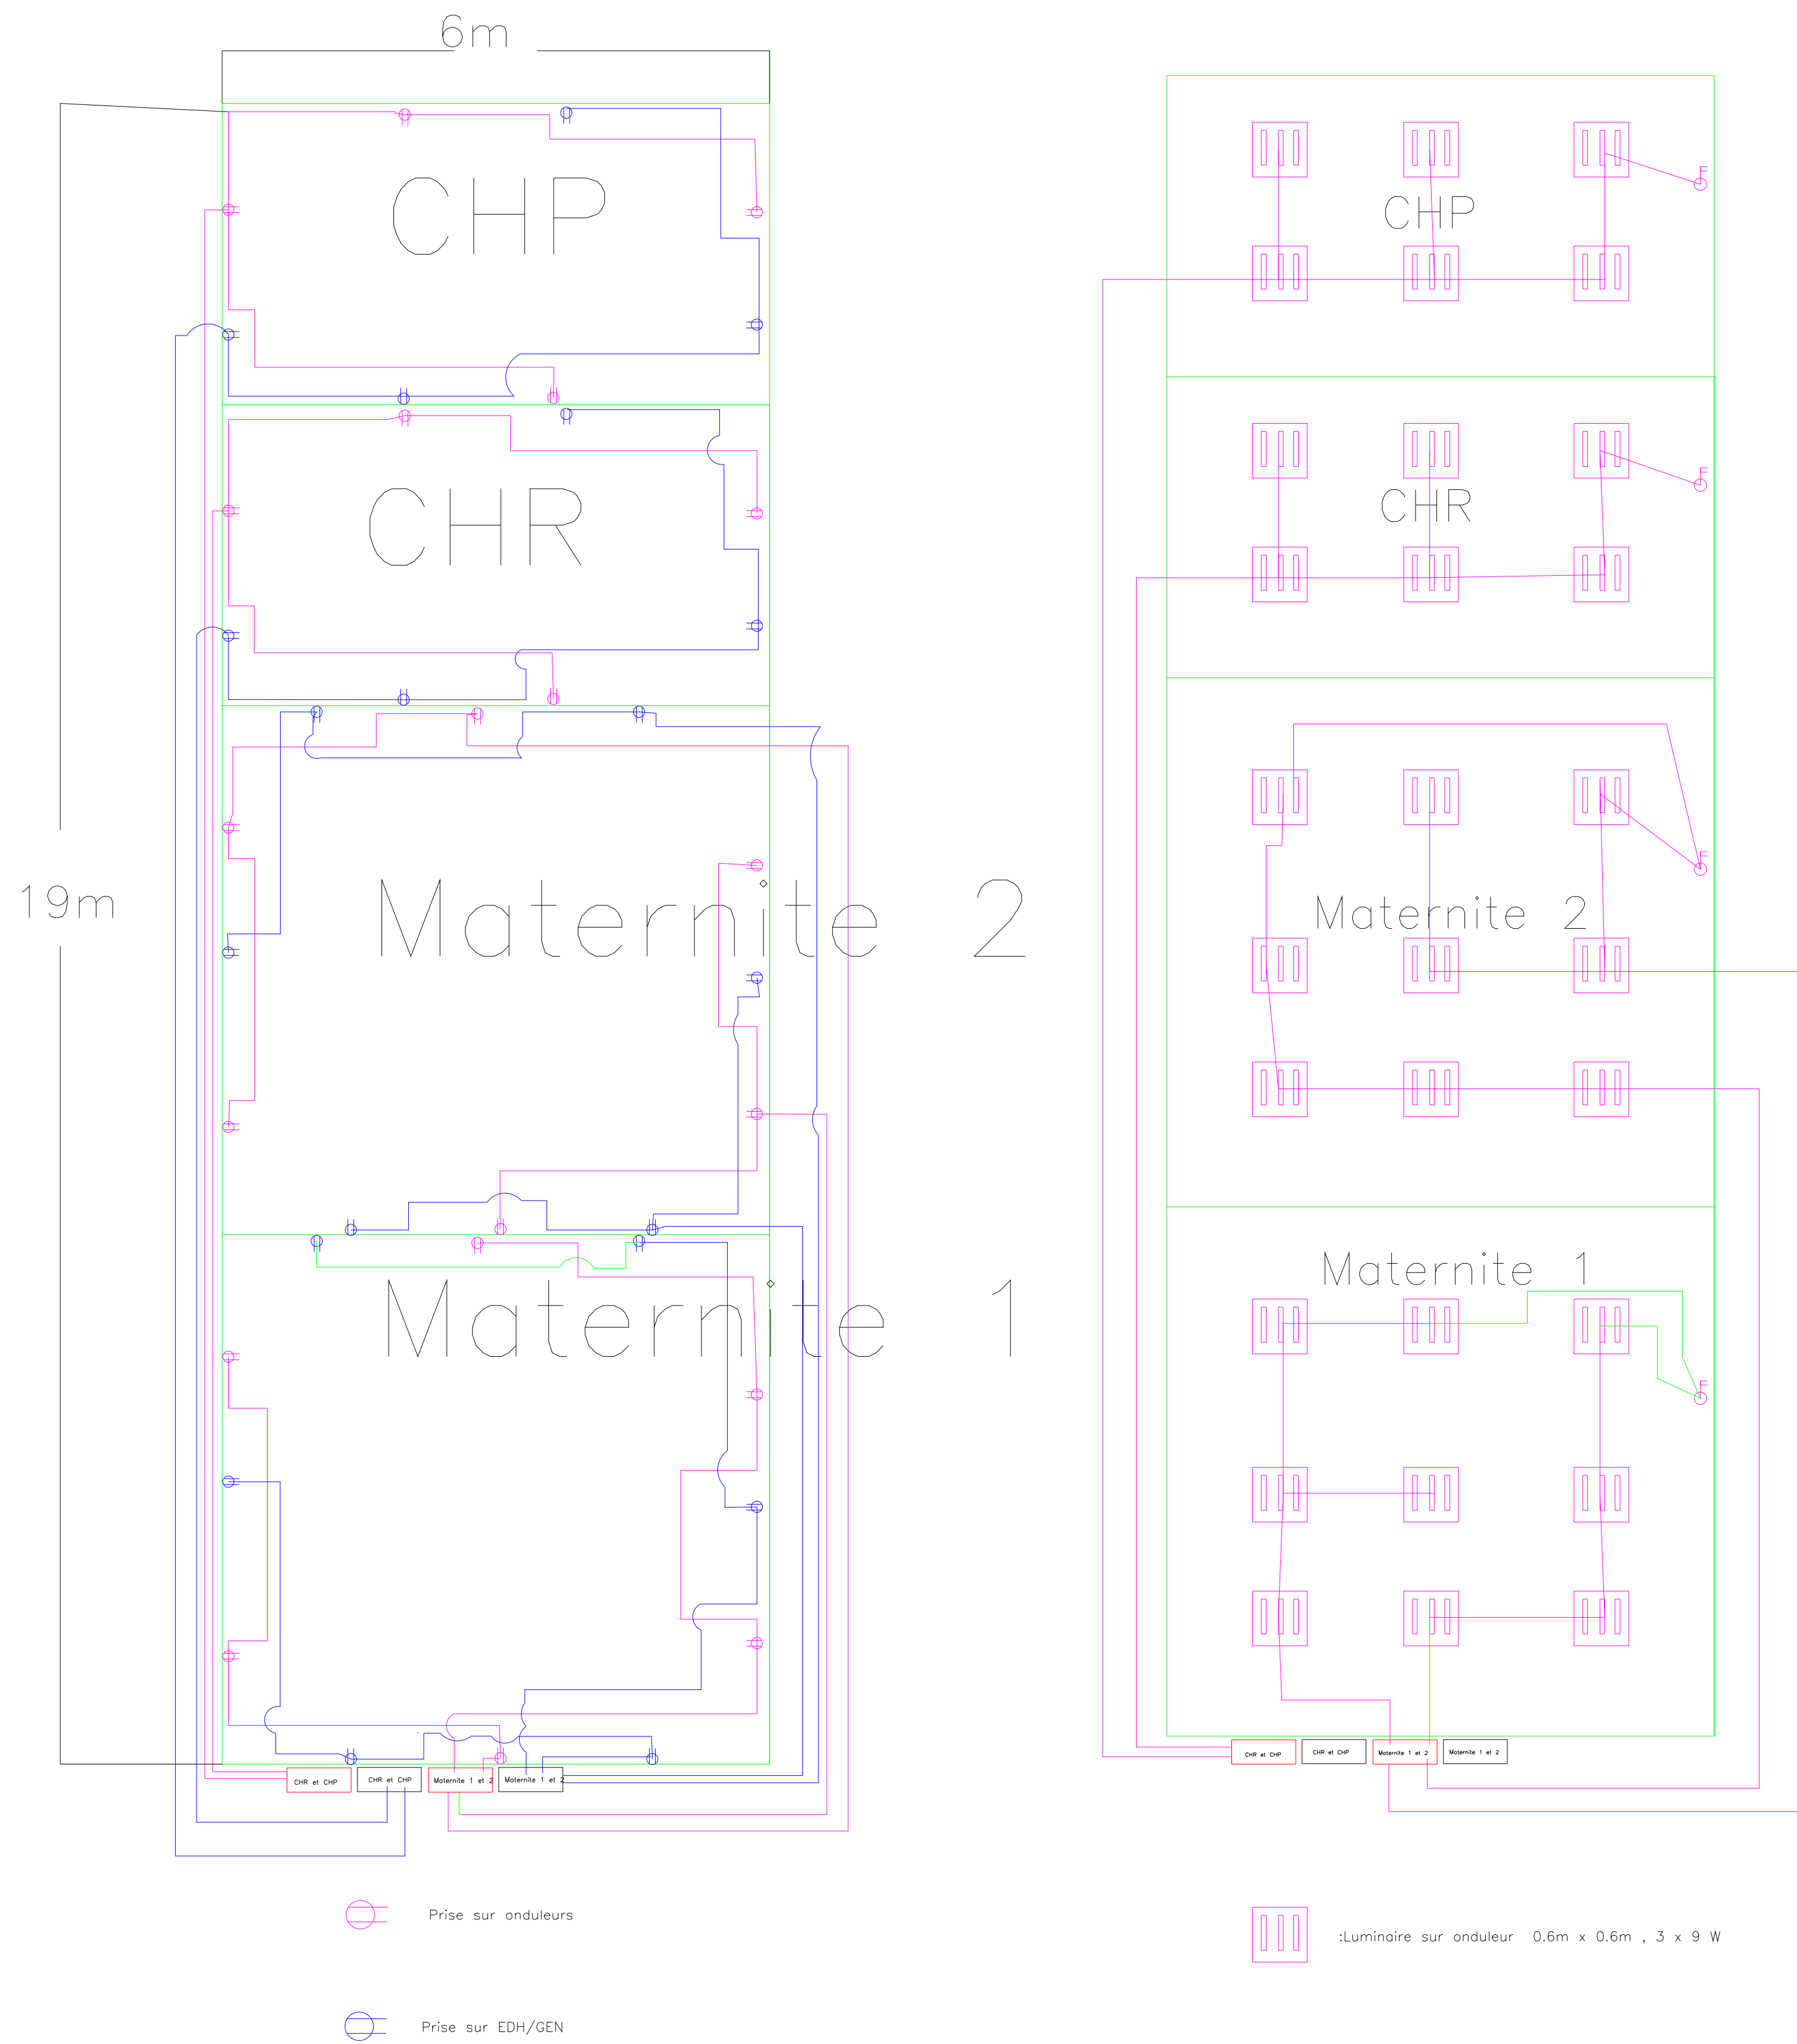 6m
CHP
CHR
19m
Maternite 2
Maternite 1
CHR et CHP
CHR et CHP
Maternite 1 et 2
Maternite 1 et 2
Prise sur onduleurs
Prise sur EDH/GEN
CHP
CHR
Maternite 2
Maternite 1
CHR et CHP
CHR et CHP
Maternite 1 et 2
Maternite 1 et 2
:Luminaire sur onduleur 0.6m x 0.6m , 3 x 9 W